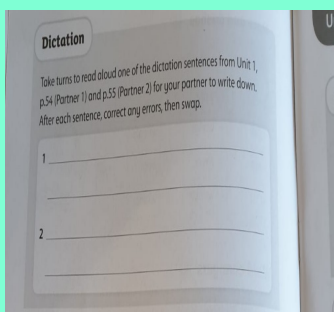 Dictation
Take turns to read aloud one of the dictation sentences from Unit 1,
p.54 (Partner 1) and p.55 (Partner 2) for your partner to write down.
After each sentence, correct any errors, then swap.
1
2
U